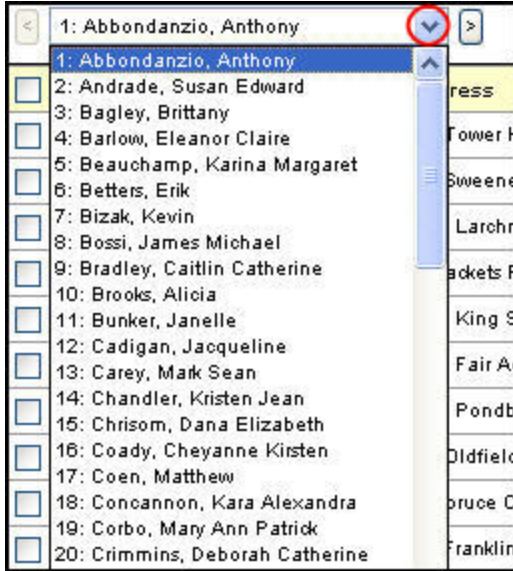 <
1: Abbondanzio, Anthony
>
1: Abbondanzio, Anthony
2: Andrade, Susan Edward
3: Bagley, Brittany
4: Barlow, Eleanor Claire
5: Beauchamp, Karina Margaret
6: Betters, Erik
7: Bizak, Kevin
8: Bossi, James Michael
9: Bradley, Caitlin Catherine
10: Brooks, Alicia
11: Bunker, Janelle
12: Cadigan, Jacqueline
13: Carey, Mark Sean
14: Chandler, Kristen Jean
15: Chrisom, Dana Elizabeth
16: Coady, Cheyanne Kirsten
17: Coen, Matthew
18: Concannon, Kara Alexandra
19: Corbo, Mary Ann Patrick
20: Crimmins, Deborah Catherine
ress
Tower
Sweene
Larchm
ackets
King S
Fair A
Pondb
Oldfiel
pruce
Franklin